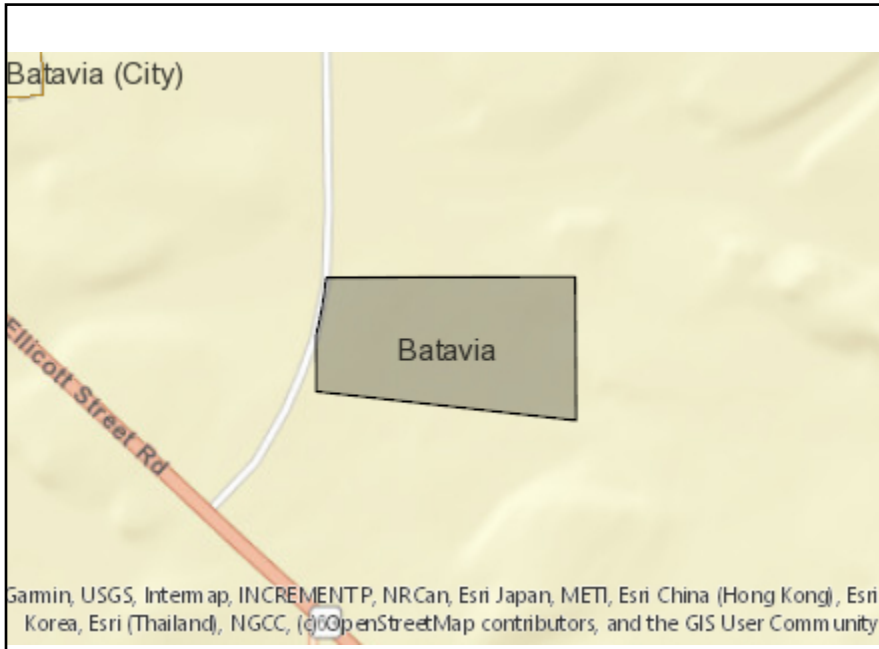 Batavia (City)
Batavia
Ellicott Street Rd
Garmin, USGS, Intermap, INCREMENT P, NRCan, Esri Japan, METI, Esri China (Hong Kong), Esri
Korea, Esri (Thailand), NGCC, (c) OpenStreetMap contributors, and the GIS User Community